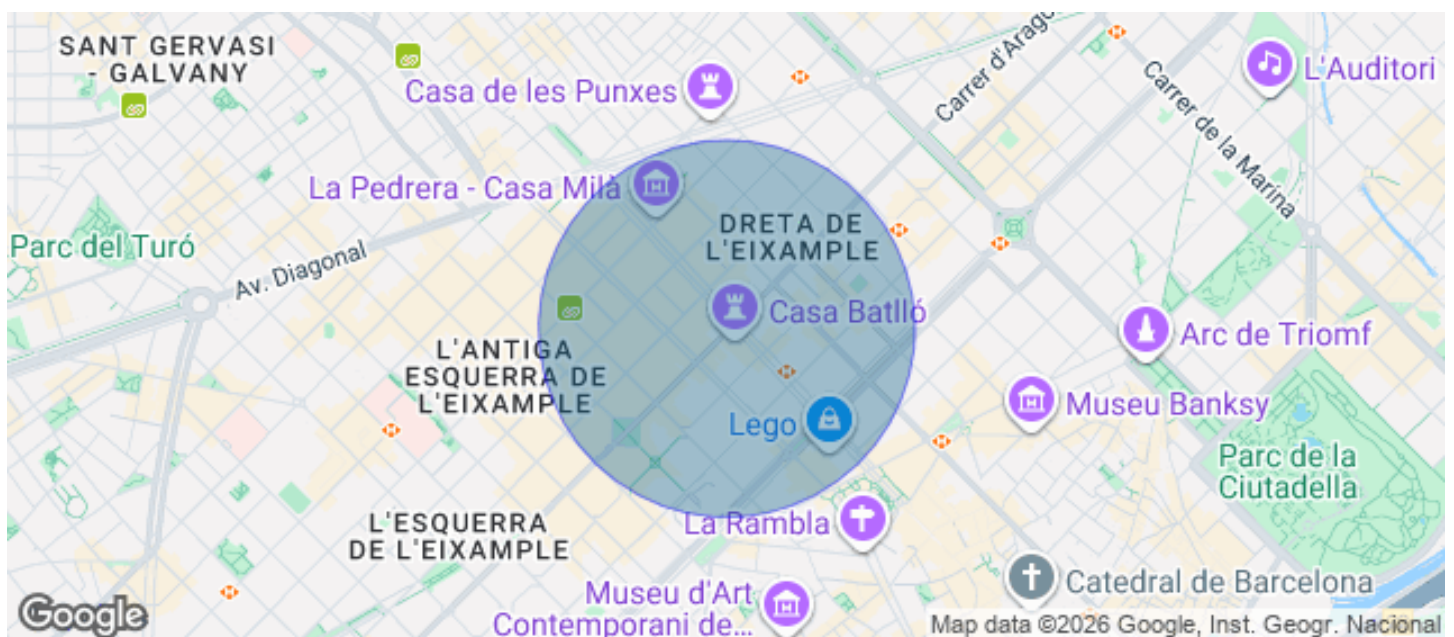 SANT GERVASI
- GALVANY
Casa de les Punxes
Carrer d'Arago
L'Auditori
Carrer de la Marina
La Pedrera - Casa Milà
DRETA DE
L'EIXAMPLE
Parc del Turó
Av. Diagonal
Casa Batlló
Arc de Triomf
L'ANTIGA
ESQUERRA DE
L'EIXAMPLE
Lego
Museu Banksy
Parc de la
Ciutadella
L'ESQUERRA
DE L'EIXAMPLE
La Rambla
Catedral de Barcelona
Museu d'Art
Contemporani de...
Google
Map data ©2026 Google, Inst. Geogr. Nacional